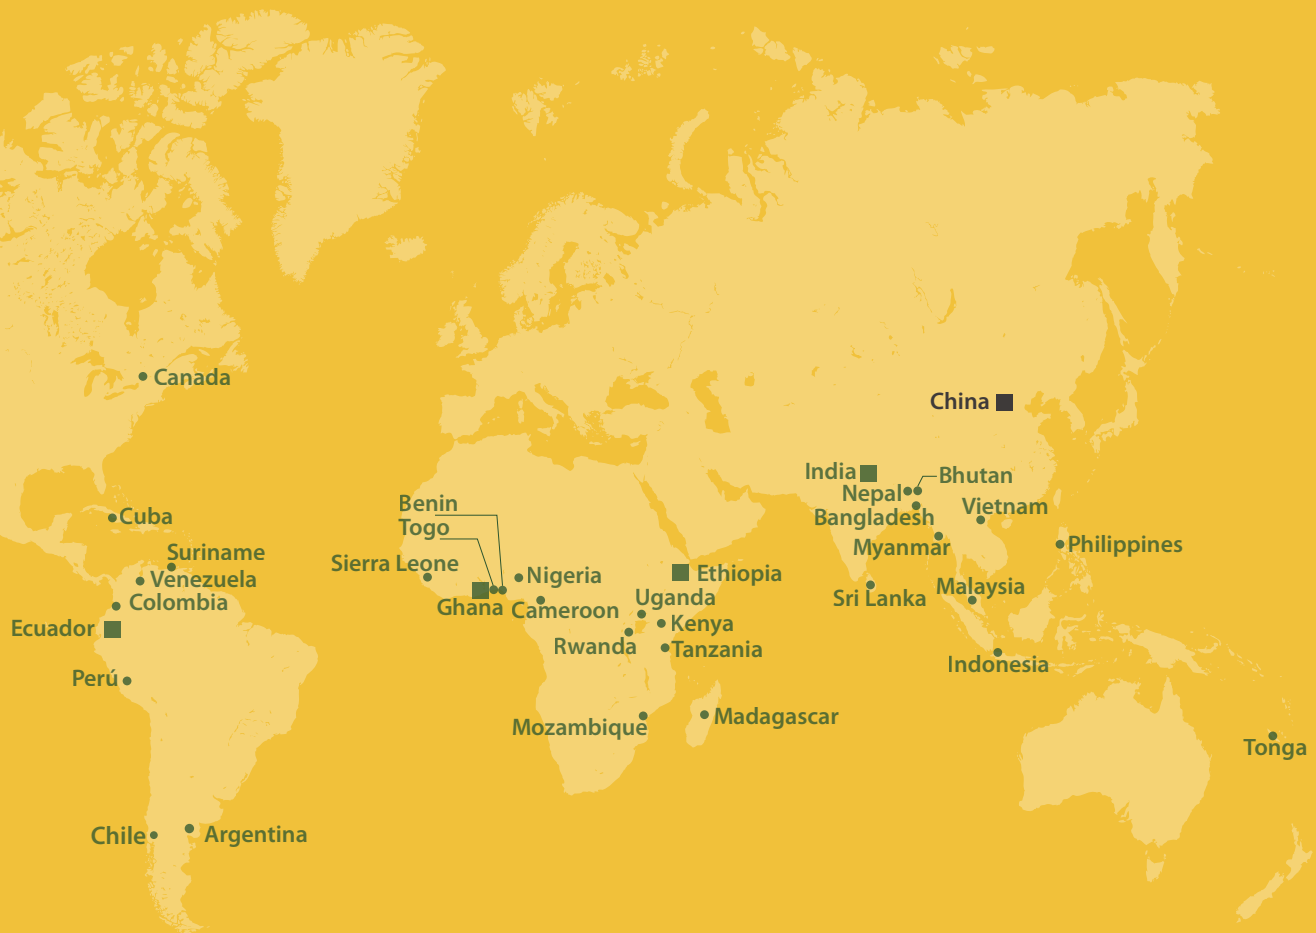 Canada
China
India
Bhutan
Nepal
Benin
Vietnam
Cuba
Bangladesh
Togo
Philippines
Myanmar
Suriname
Sierra Leone
Nigeria
Ethiopia
Venezuela
Malaysia
Colombia
Ghana
Cameroon
Uganda
Sri Lanka
Ecuador
Kenya
Rwanda
Tanzania
Indonesia
Perú
Mozambique
Madagascar
Tonga
Chile
Argentina